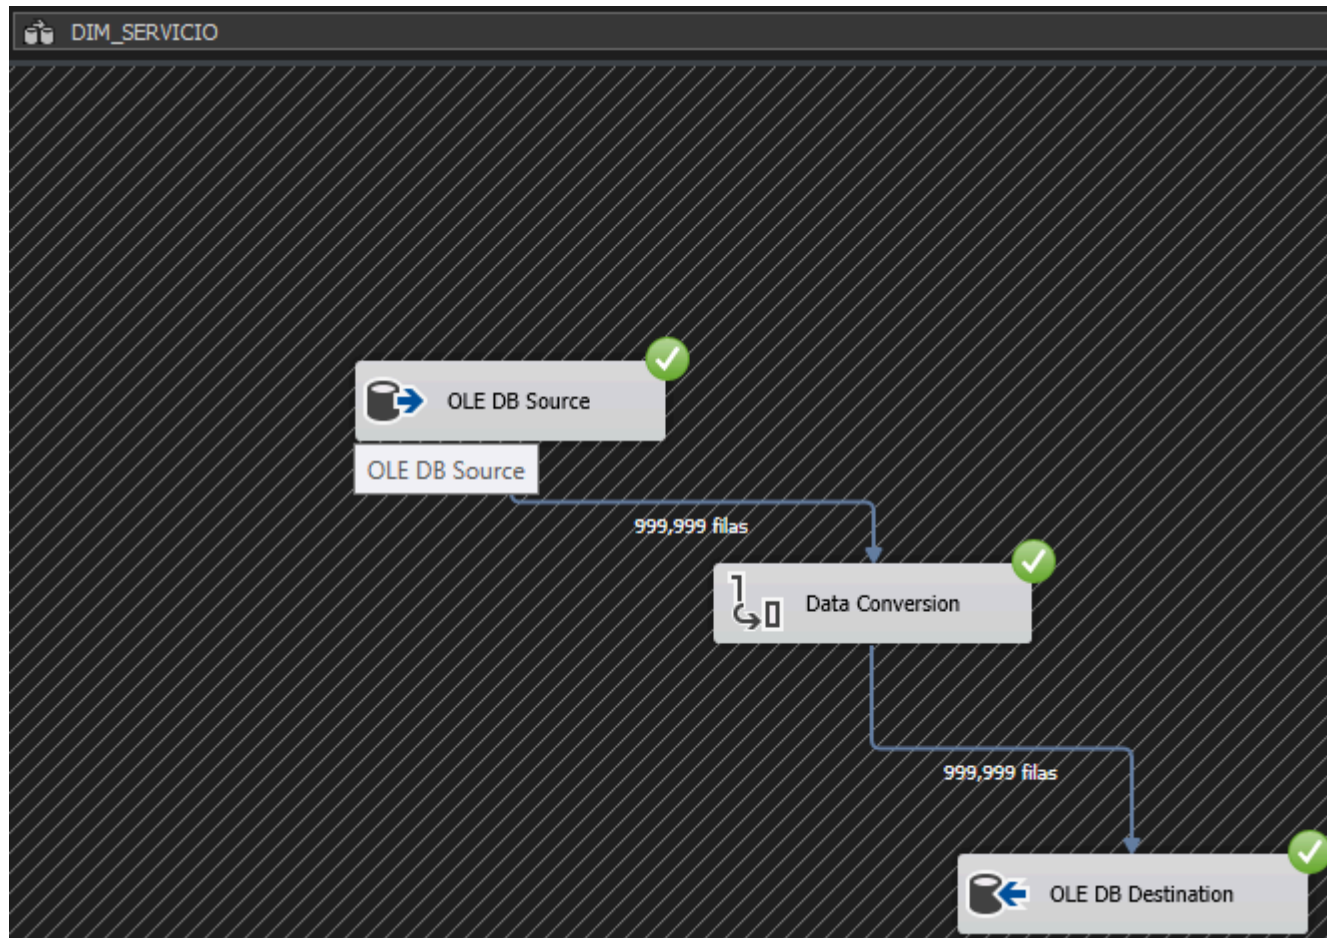 DIM_SERVICIO
OLE DB Source
OLE DB Source
999,999 filas
Data Conversion
999,999 filas
OLE DB Destination